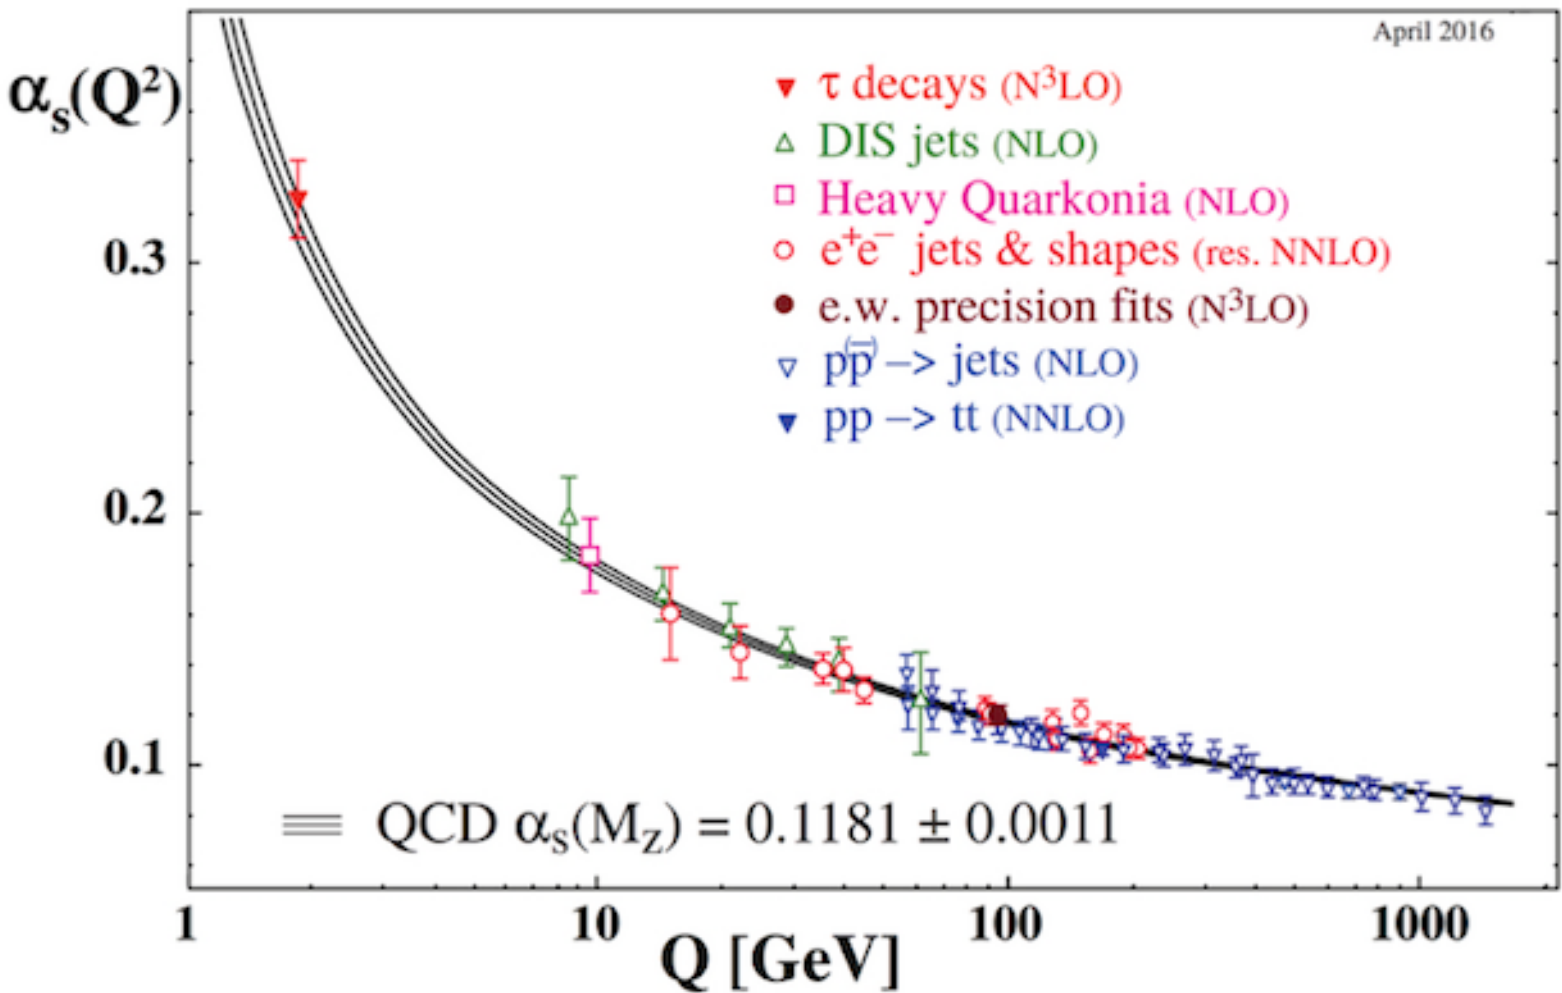 April 2016
αs(Q²)
τ decays (N³LO)
DIS jets (NLO)
Heavy Quarkonia (NLO)
e⁺e⁻ jets & shapes (res. NNLO)
e.w. precision fits (N³LO)
pp(‾) –> jets (NLO)
pp –> tt (NNLO)
0.3
0.2
0.1
QCD αs(Mz) = 0.1181 ± 0.0011
1 10 100 1000
Q [GeV]